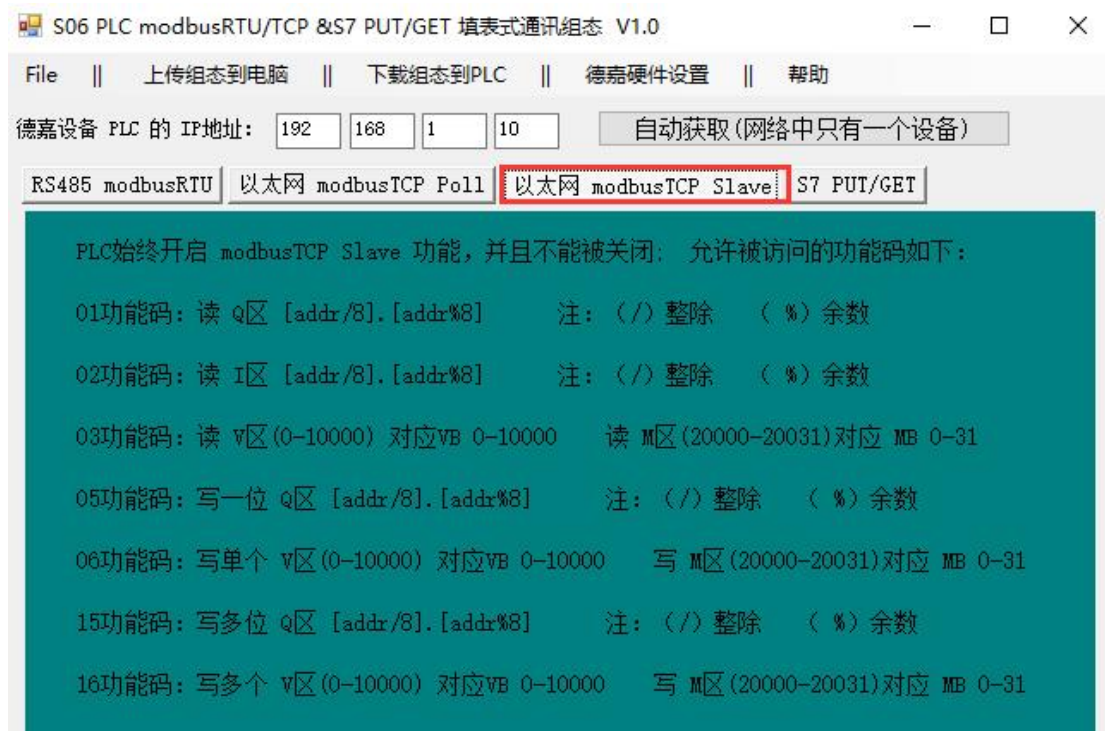 S06 PLC modbusRTU/TCP &S7 PUT/GET 填表式通讯组态 V1.0
File || 上传组态到电脑 || 下载组态到PLC || 德嘉硬件设置 || 帮助
德嘉设备 PLC 的 IP地址: 192 168 1 10 自动获取(网络中只有一个设备)
RS485 modbusRTU 以太网 modbusTCP Poll 以太网 modbusTCP Slave S7 PUT/GET
PLC始终开启 modbusTCP Slave 功能，并且不能被关闭; 允许被访问的功能码如下:
01功能码: 读 Q区 [addr/8].[addr%8] 注: (/) 整除 ( %) 余数
02功能码: 读 I区 [addr/8].[addr%8] 注: (/) 整除 ( %) 余数
03功能码: 读 V区(0-10000) 对应VB 0-10000 读 M区(20000-20031)对应 MB 0-31
05功能码: 写一位 Q区 [addr/8].[addr%8] 注: (/) 整除 ( %) 余数
06功能码: 写单个 V区(0-10000) 对应VB 0-10000 写 M区(20000-20031)对应 MB 0-31
15功能码: 写多位 Q区 [addr/8].[addr%8] 注: (/) 整除 ( %) 余数
16功能码: 写多个 V区(0-10000) 对应VB 0-10000 写 M区(20000-20031)对应 MB 0-31